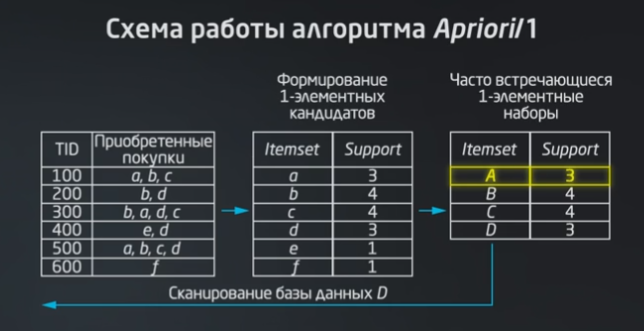 Схема работы алгоритма Apriori/1
Формирование
1-элементных
кандидатов
Часто встречающиеся
1-элементные
наборы
TID Приобретенные покупки
100 a, b, c
200 b, d
300 b, a, d, c
400 e, d
500 a, b, c, d
600 f
Itemset Support
a 3
b 4
c 4
d 3
e 1
f 1
Itemset Support
A 3
B 4
C 4
D 3
Сканирование базы данных D